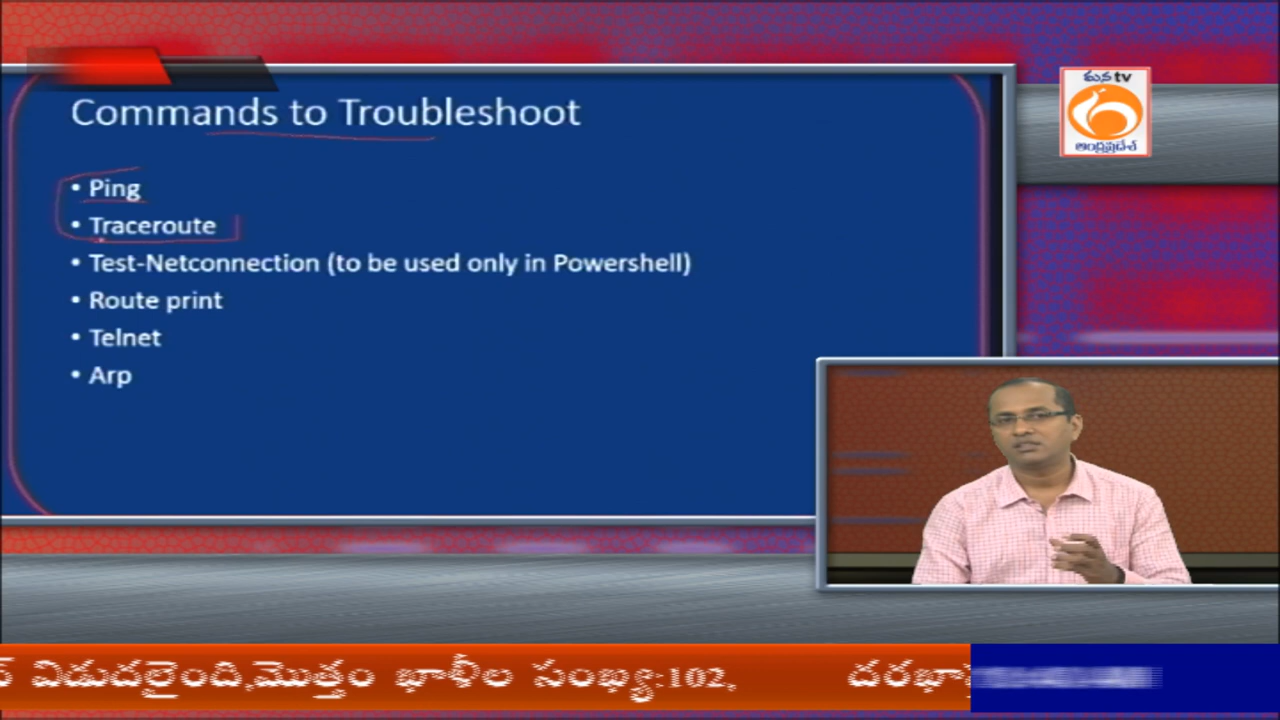 Commands to Troubleshoot
మన tv
ఆంధ్రప్రదేశ్
• Ping
• Traceroute
• Test-Netconnection (to be used only in Powershell)
• Route print
• Telnet
• Arp
విడుదలైంది,మొత్తం ఖాళీల సంఖ్య:102,